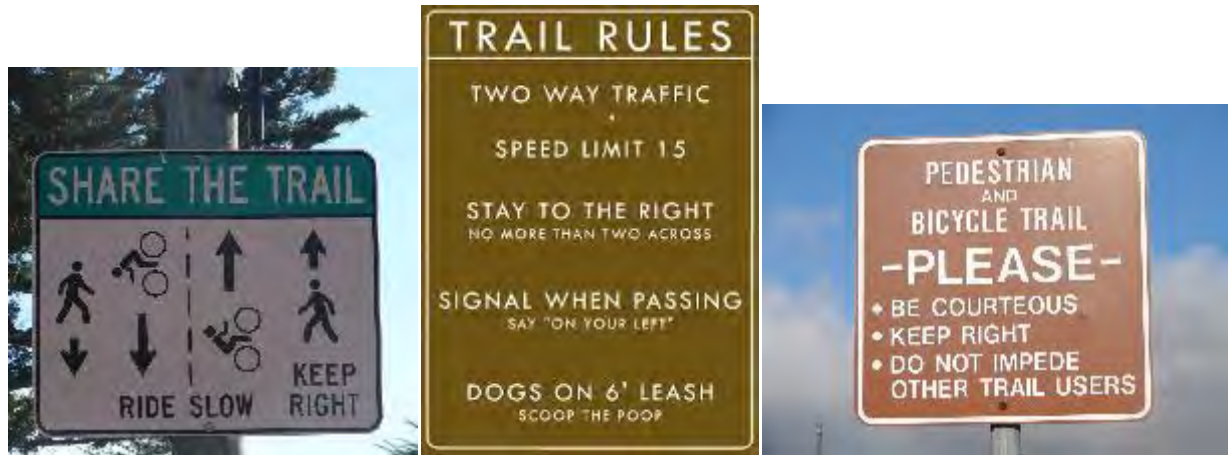 SHARE THE TRAIL
RIDE SLOW
KEEP
RIGHT
TRAIL RULES
TWO WAY TRAFFIC
SPEED LIMIT 15
STAY TO THE RIGHT
NO MORE THAN TWO ACROSS
SIGNAL WHEN PASSING
SAY "ON YOUR LEFT"
DOGS ON 6' LEASH
SCOOP THE POOP
PEDESTRIAN
AND
BICYCLE TRAIL
-PLEASE-
• BE COURTEOUS
• KEEP RIGHT
• DO NOT IMPEDE
OTHER TRAIL USERS